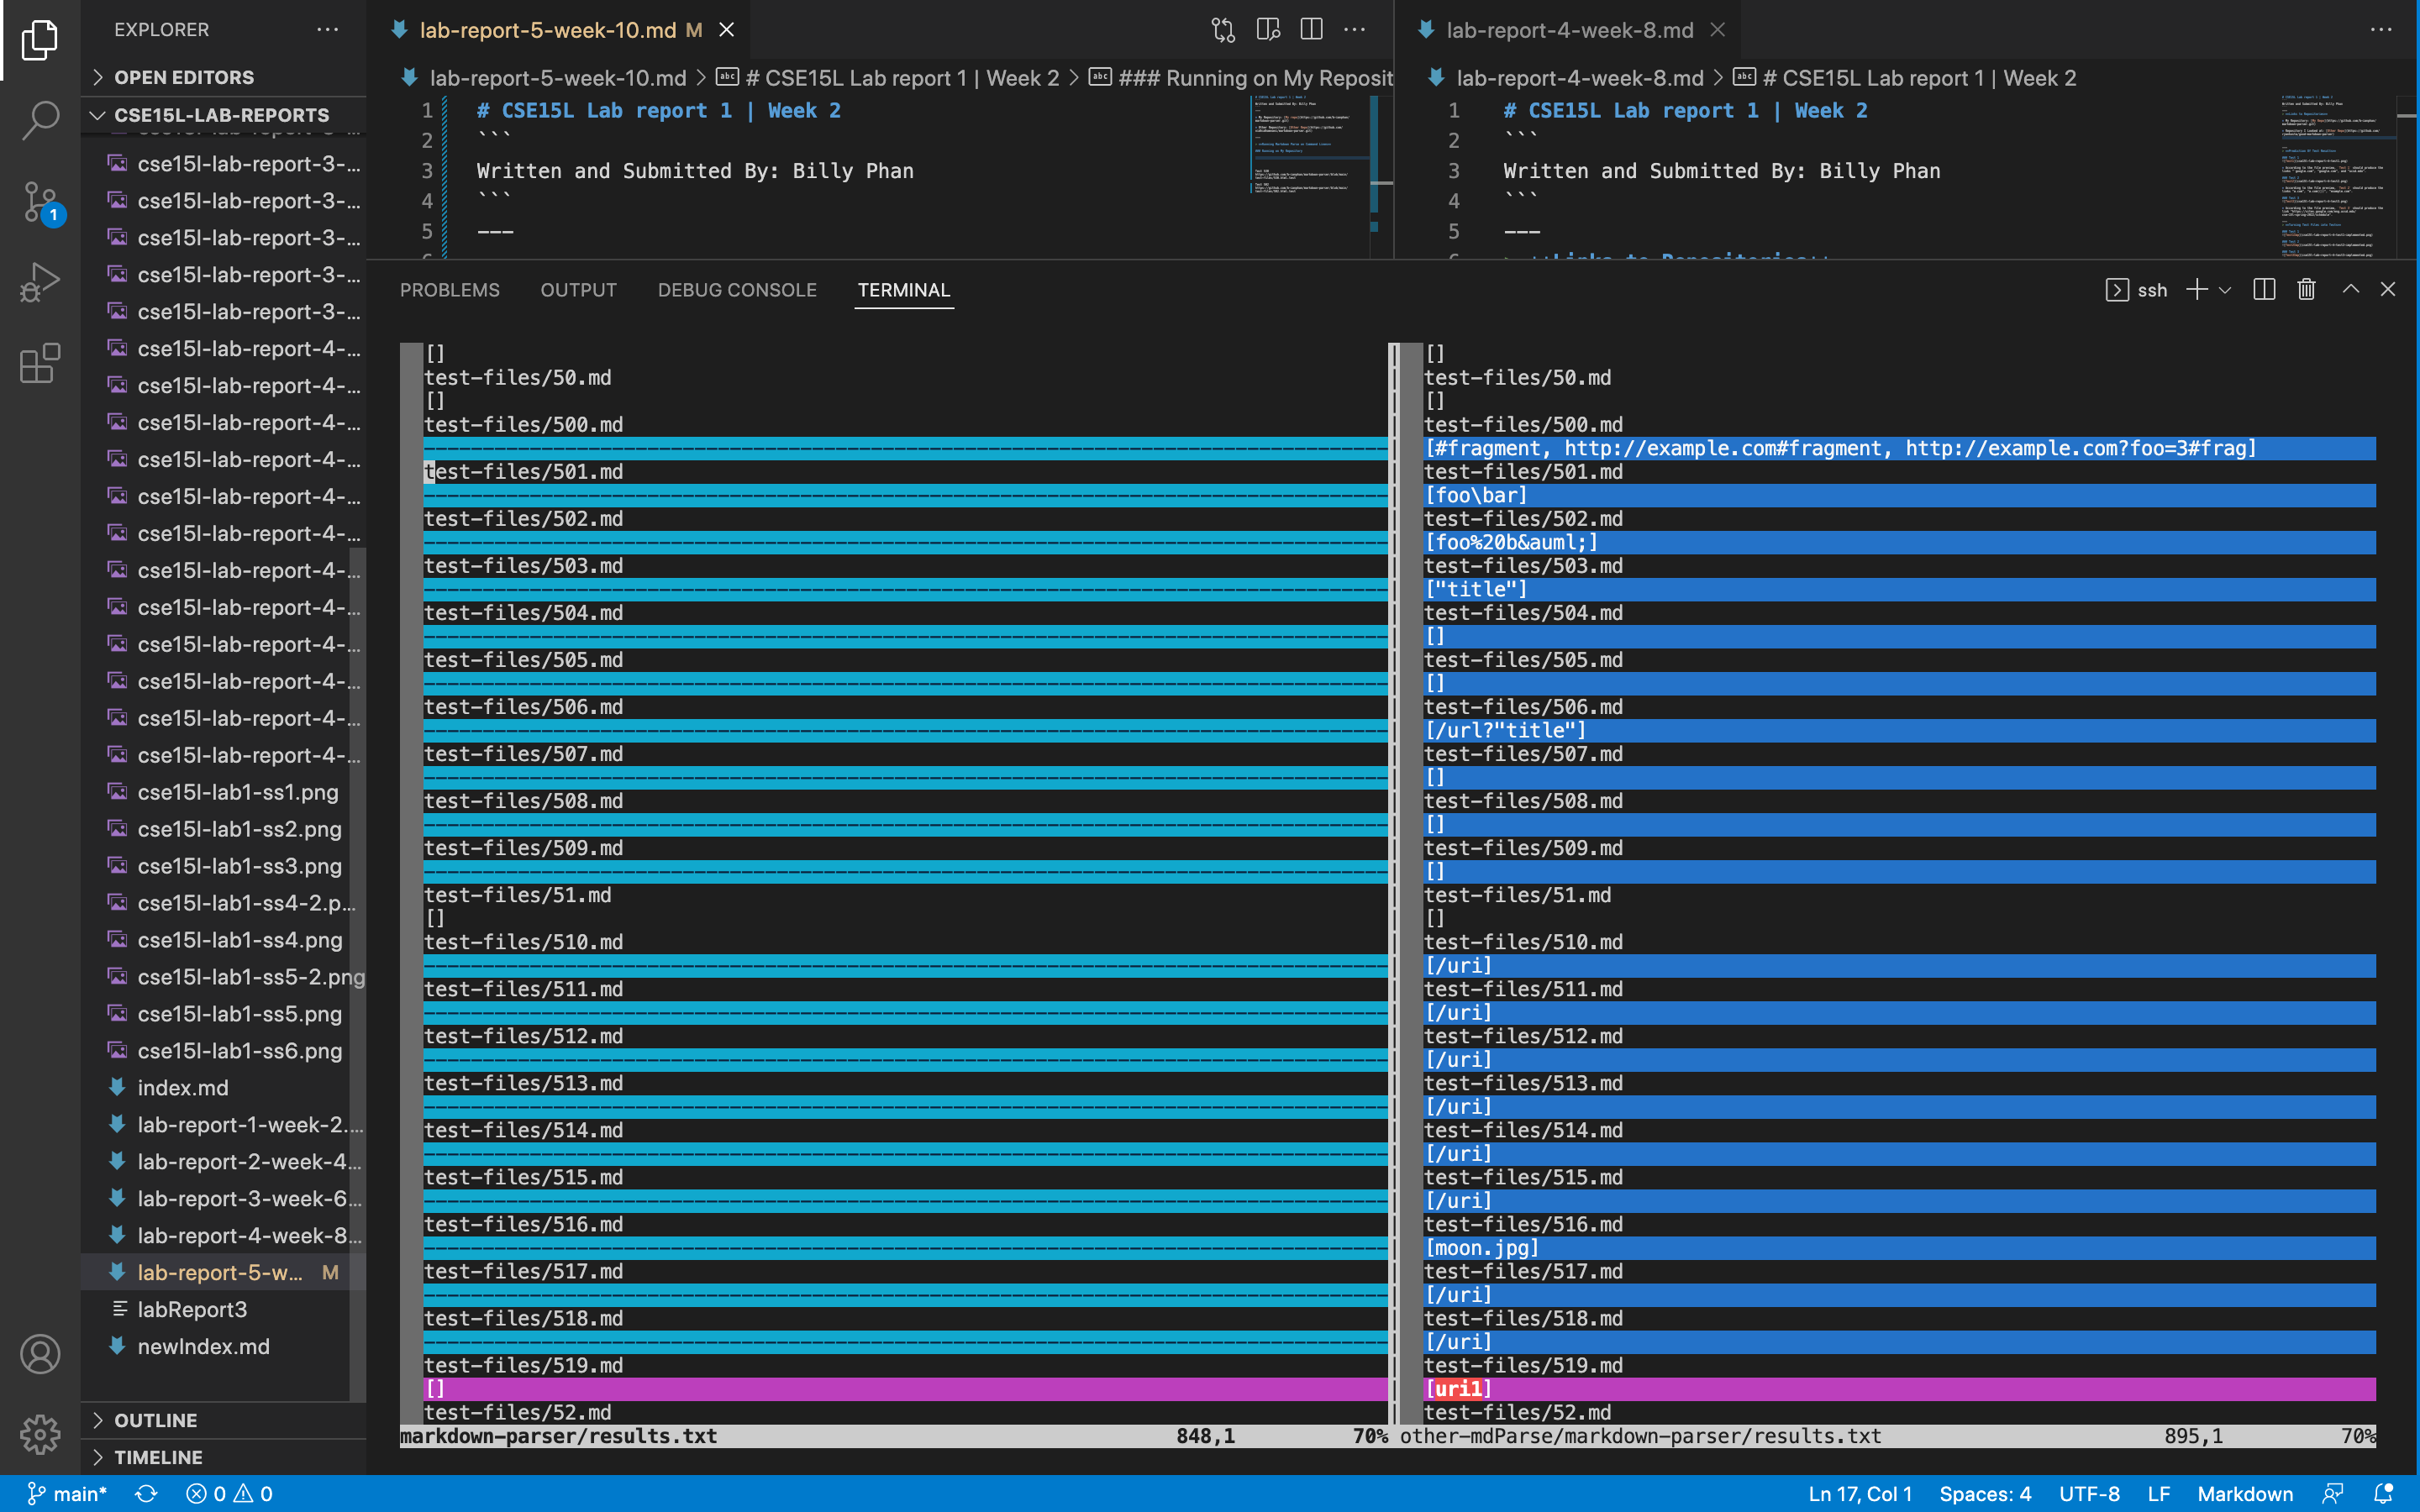 EXPLORER
OPEN EDITORS
CSE15L-LAB-REPORTS
cse15l-lab-report-3-...
cse15l-lab-report-3-...
cse15l-lab-report-3-...
cse15l-lab-report-3-...
cse15l-lab-report-3-...
cse15l-lab-report-4-...
cse15l-lab-report-4-...
cse15l-lab-report-4-...
cse15l-lab-report-4-...
cse15l-lab-report-4-...
cse15l-lab-report-4-...
cse15l-lab-report-4-...
cse15l-lab-report-4-...
cse15l-lab-report-4-...
cse15l-lab-report-4-...
cse15l-lab-report-4-...
cse15l-lab-report-4-...
cse15l-lab1-ss1.png
cse15l-lab1-ss2.png
cse15l-lab1-ss3.png
cse15l-lab1-ss4-2.p...
cse15l-lab1-ss4.png
cse15l-lab1-ss5-2.png
cse15l-lab1-ss5.png
cse15l-lab1-ss6.png
index.md
lab-report-1-week-2....
lab-report-2-week-4...
lab-report-3-week-6...
lab-report-4-week-8...
lab-report-5-w... M
labReport3
newIndex.md
OUTLINE
TIMELINE
1
lab-report-5-week-10.md M
lab-report-5-week-10.md > # CSE15L Lab report 1 | Week 2 > ### Running on My Reposit
1 # CSE15L Lab report 1 | Week 2
2 ```
3 Written and Submitted By: Billy Phan
4 ```
5 ---
lab-report-4-week-8.md
lab-report-4-week-8.md > # CSE15L Lab report 1 | Week 2
1 # CSE15L Lab report 1 | Week 2
2 ```
3 Written and Submitted By: Billy Phan
4 ```
5 ---
PROBLEMS OUTPUT DEBUG CONSOLE TERMINAL
ssh
[]
test-files/50.md
[]
test-files/500.md
test-files/501.md
test-files/502.md
test-files/503.md
test-files/504.md
test-files/505.md
test-files/506.md
test-files/507.md
test-files/508.md
test-files/509.md
test-files/51.md
[]
test-files/510.md
test-files/511.md
test-files/512.md
test-files/513.md
test-files/514.md
test-files/515.md
test-files/516.md
test-files/517.md
test-files/518.md
test-files/519.md
[]
test-files/52.md
markdown-parser/results.txt 848,1 70%
[]
test-files/50.md
[]
test-files/500.md
[#fragment, http://example.com#fragment, http://example.com?foo=3#frag]
test-files/501.md
[foo\bar]
test-files/502.md
[foo%20b&auml;]
test-files/503.md
["title"]
test-files/504.md
[]
test-files/505.md
[]
test-files/506.md
[/url?"title"]
test-files/507.md
[]
test-files/508.md
[]
test-files/509.md
[]
test-files/51.md
[]
test-files/510.md
[/uri]
test-files/511.md
[/uri]
test-files/512.md
[/uri]
test-files/513.md
[/uri]
test-files/514.md
[/uri]
test-files/515.md
[/uri]
test-files/516.md
[moon.jpg]
test-files/517.md
[/uri]
test-files/518.md
[/uri]
test-files/519.md
[uri1]
test-files/52.md
other-mdParse/markdown-parser/results.txt 895,1 70%
main* 0 0
Ln 17, Col 1 Spaces: 4 UTF-8 LF Markdown